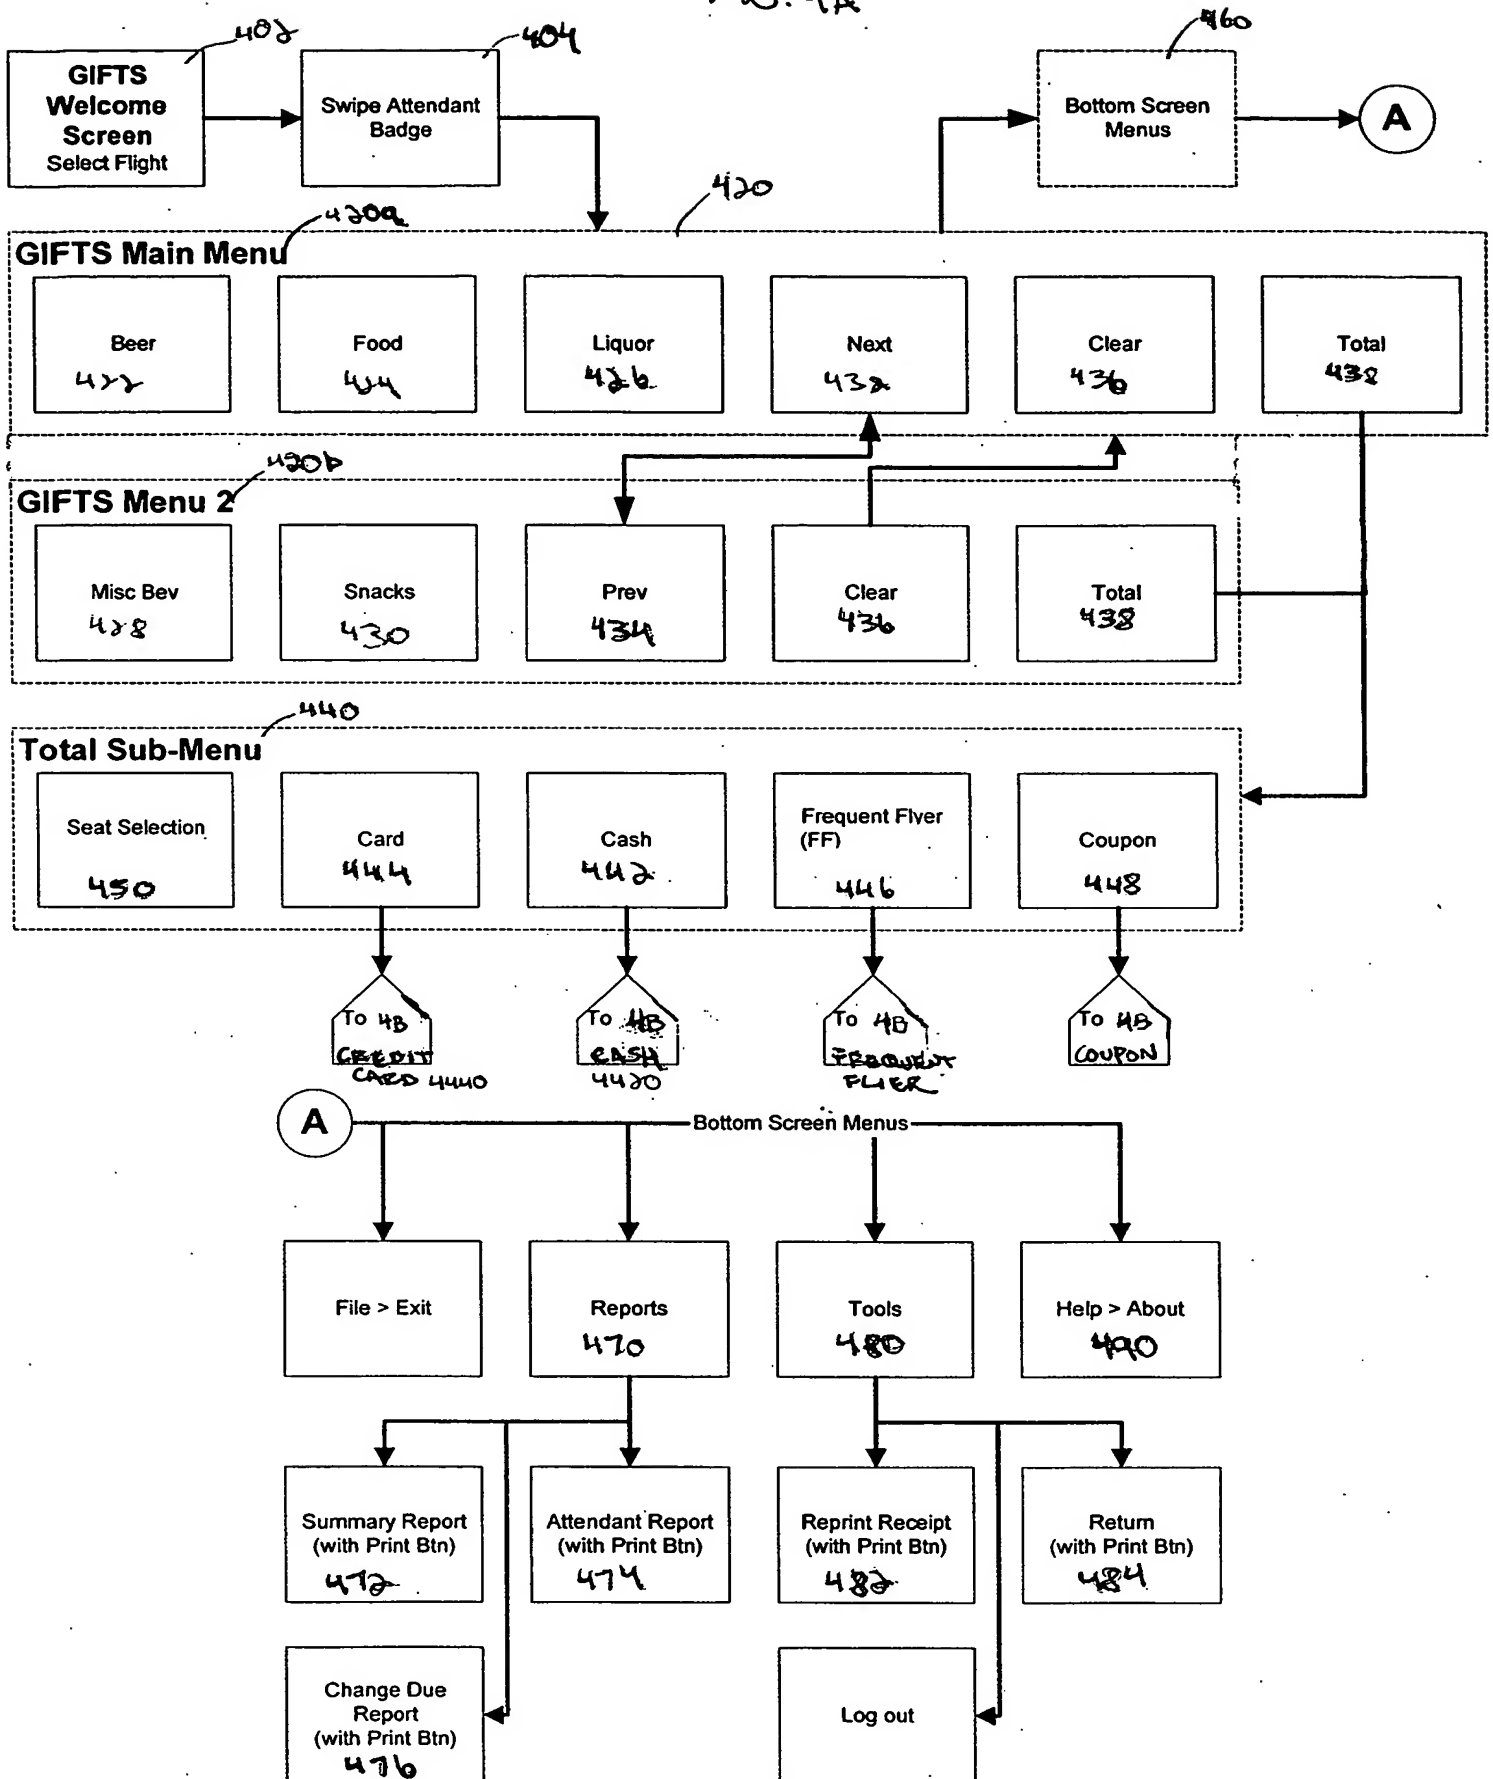 FIG. 4A
402
404
460
GIFTS
Welcome
Screen
Select Flight
Swipe Attendant
Badge
Bottom Screen
Menus
A
420a
420
GIFTS Main Menu
Beer
422
Food
424
Liquor
426
Next
432
Clear
436
Total
438
420b
GIFTS Menu 2
Misc Bev
428
Snacks
430
Prev
434
Clear
436
Total
438
440
Total Sub-Menu
Seat Selection
450
Card
444
Cash
442
Frequent Flyer
(FF)
446
Coupon
448
To 4B
CREDIT
CARD 4440
To 4B
CASH
4420
To 4B
FREQUENT
FLIER
To 4B
COUPON
A
Bottom Screen Menus
File > Exit
Reports
470
Tools
480
Help > About
490
Summary Report
(with Print Btn)
472
Attendant Report
(with Print Btn)
474
Reprint Receipt
(with Print Btn)
482
Return
(with Print Btn)
484
Change Due
Report
(with Print Btn)
476
Log out